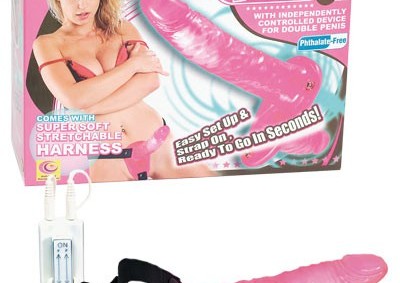 WITH INDEPENDENTLY
CONTROLLED DEVICE
FOR DOUBLE PENIS
Phthalate-Free
COMES WITH
SUPER SOFT
STRETCHABLE
HARNESS
Easy Set Up &
Strap On,
Ready To Go In Seconds!
ON